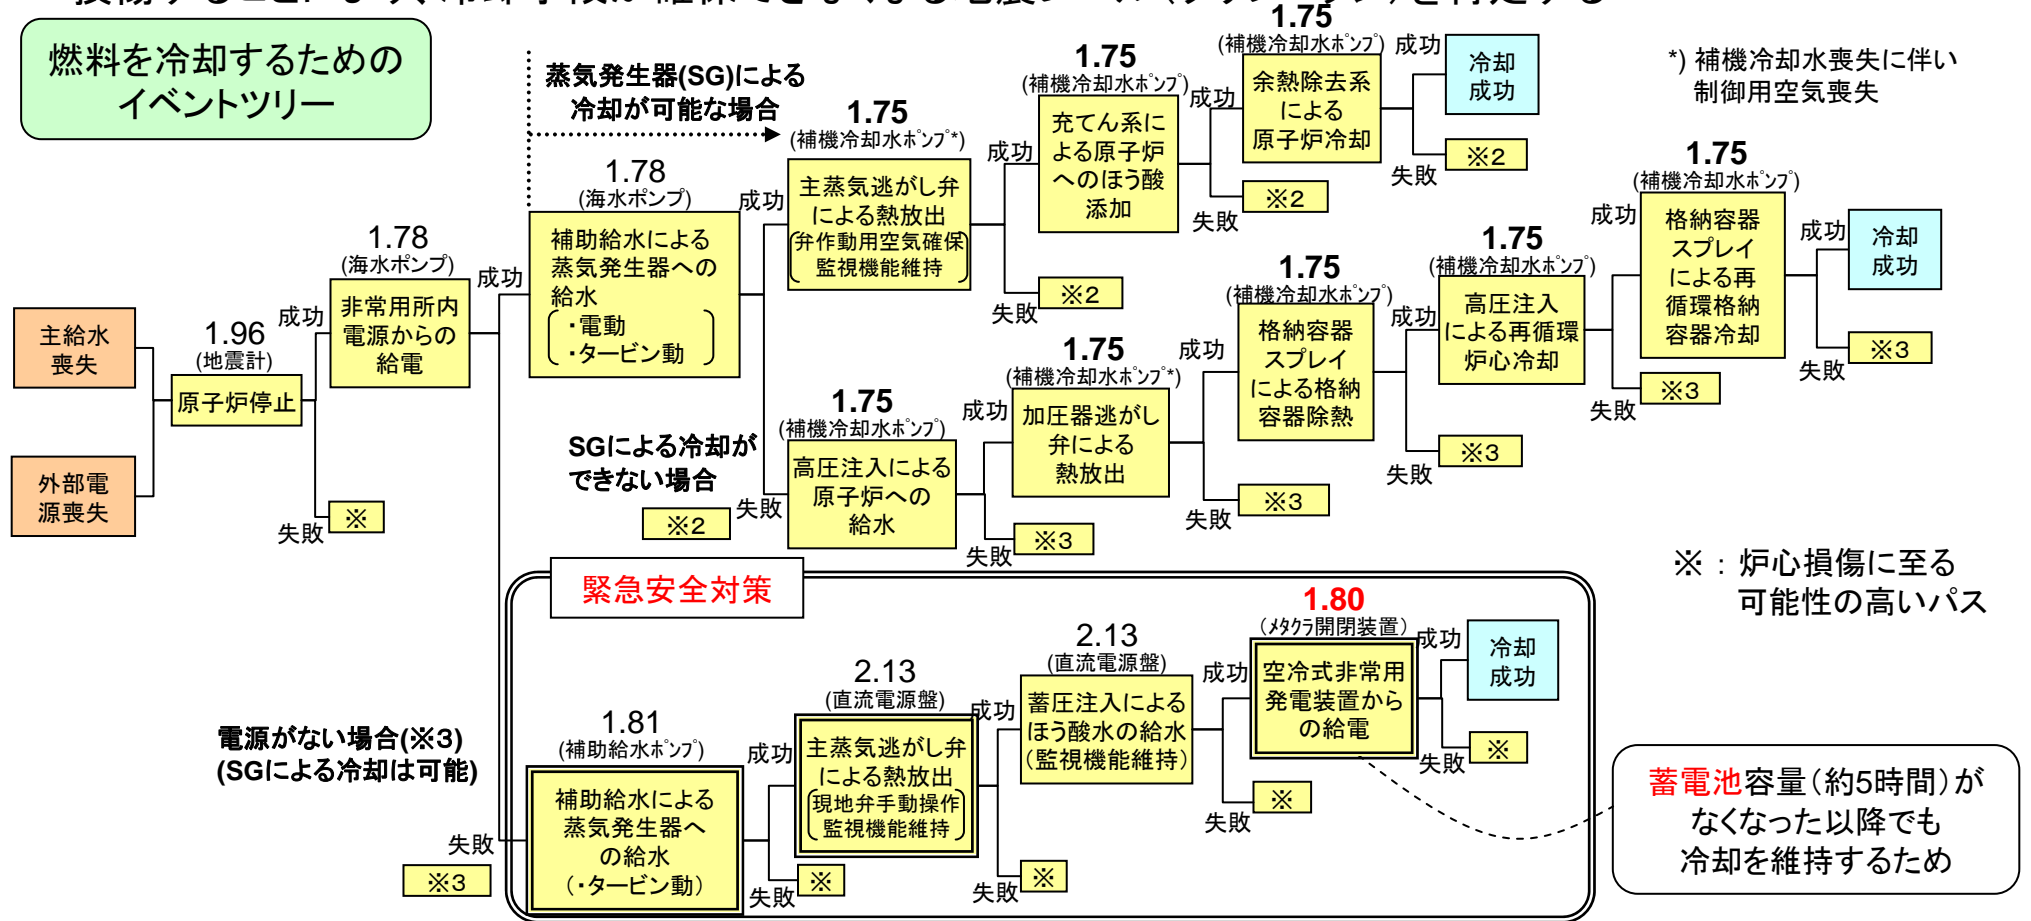 燃料を冷却するための
イベントツリー
蒸気発生器(SG)による
冷却が可能な場合
*) 補機冷却水喪失に伴い
制御用空気喪失
主給水
喪失
外部電
源喪失
1.96
(地震計)
原子炉停止
成功
失敗
※
1.78
(海水ポンプ)
非常用所内
電源からの
給電
成功
1.78
(海水ポンプ)
補助給水による
蒸気発生器への
給水
・電動
・タービン動
成功
1.75
(補機冷却水ポンプ*)
主蒸気逃がし弁
による熱放出
弁作動用空気確保
監視機能維持
成功
失敗
※2
1.75
(補機冷却水ポンプ)
充てん系に
よる原子炉
へのほう酸
添加
成功
失敗
※2
1.75
(補機冷却水ポンプ)
余熱除去系
による
原子炉冷却
成功
冷却
成功
失敗
※2
SGによる冷却が
できない場合
※2
失敗
1.75
(補機冷却水ポンプ)
高圧注入による
原子炉への
給水
成功
失敗
※3
1.75
(補機冷却水ポンプ*)
加圧器逃がし
弁による
熱放出
成功
失敗
※3
1.75
(補機冷却水ポンプ)
格納容器
スプレイ
による格納
容器除熱
成功
失敗
※3
1.75
(補機冷却水ポンプ)
高圧注入
による再循環
炉心冷却
成功
失敗
※3
1.75
(補機冷却水ポンプ)
格納容器
スプレイ
による再
循環格納
容器冷却
成功
冷却
成功
失敗
※3
※：炉心損傷に至る
可能性の高いパス
緊急安全対策
電源がない場合(※3)
(SGによる冷却は可能)
失敗
※3
1.81
(補助給水ポンプ)
補助給水による
蒸気発生器へ
の給水
(・タービン動)
成功
失敗
※
2.13
(直流電源盤)
主蒸気逃がし弁
による熱放出
現地弁手動操作
監視機能維持
成功
失敗
※
2.13
(直流電源盤)
蓄圧注入による
ほう酸水の給水
(監視機能維持)
成功
失敗
※
1.80
(メタクラ開閉装置)
空冷式非常用
発電装置から
の給電
成功
冷却
成功
失敗
※
蓄電池容量(約5時間)が
なくなった以降でも
冷却を維持するため